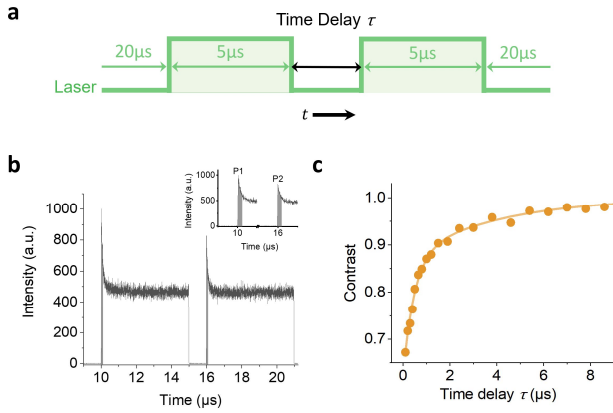 a
Time Delay τ
20μs
5μs
5μs
20μs
Laser
t
b
P1
P2
1000
500
0
Intensity (a.u.)
10
16
Time (μs)
1000
800
600
400
200
0
Intensity (a.u.)
10
12
14
16
18
20
Time (μs)
c
1.0
0.9
0.8
0.7
Contrast
0
2
4
6
8
Time delay τ (μs)